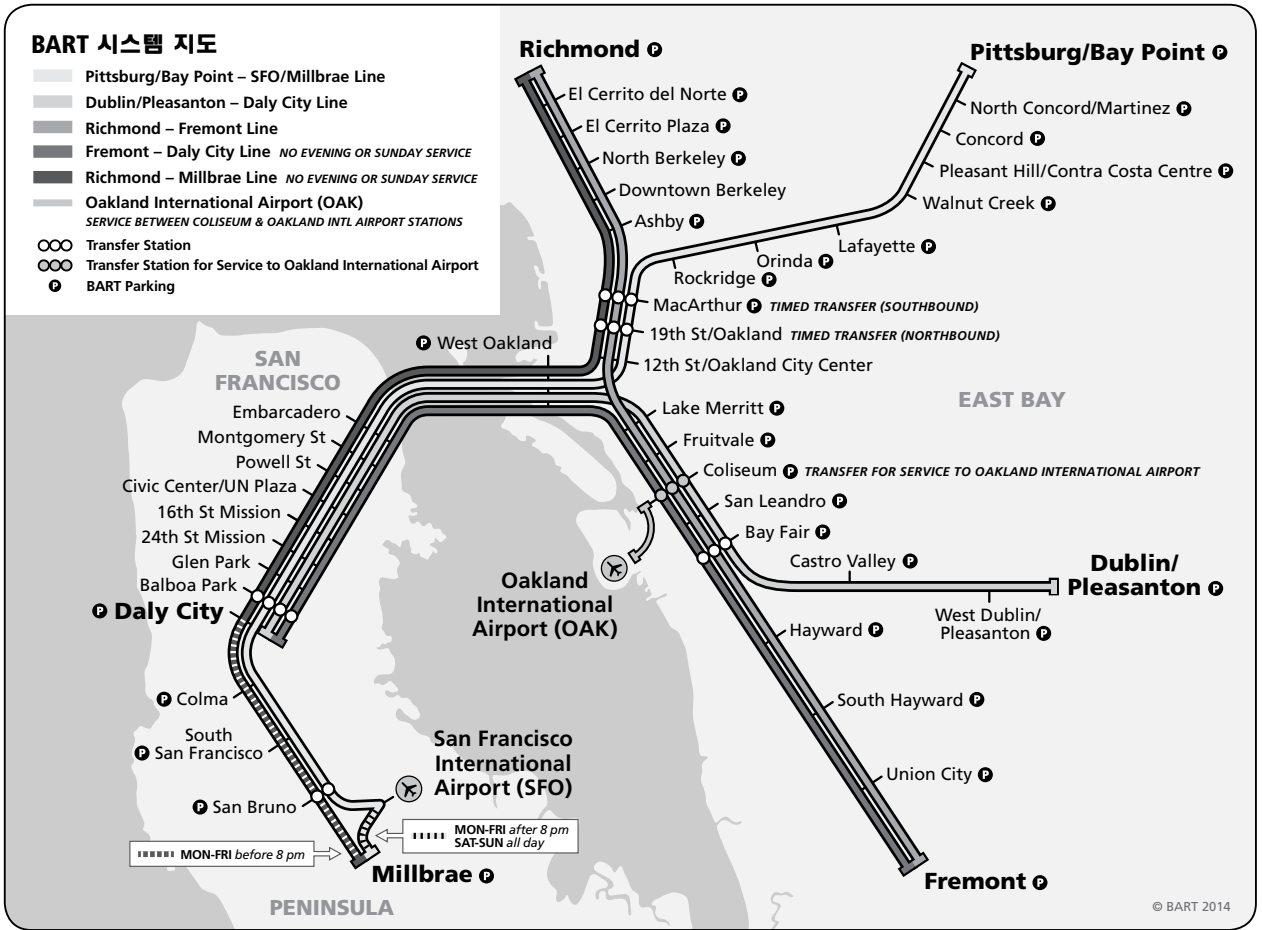 BART 시스템 지도
Pittsburg/Bay Point – SFO/Millbrae Line
Dublin/Pleasanton – Daly City Line
Richmond – Fremont Line
Fremont – Daly City Line NO EVENING OR SUNDAY SERVICE
Richmond – Millbrae Line NO EVENING OR SUNDAY SERVICE
Oakland International Airport (OAK)
SERVICE BETWEEN COLISEUM & OAKLAND INTL AIRPORT STATIONS
Transfer Station
Transfer Station for Service to Oakland International Airport
P BART Parking
Richmond P
El Cerrito del Norte P
El Cerrito Plaza P
North Berkeley P
Downtown Berkeley
Ashby P
Pittsburg/Bay Point P
North Concord/Martinez P
Concord P
Pleasant Hill/Contra Costa Centre P
Walnut Creek P
Lafayette P
Orinda P
Rockridge P
MacArthur P TIMED TRANSFER (SOUTHBOUND)
19th St/Oakland TIMED TRANSFER (NORTHBOUND)
12th St/Oakland City Center
P West Oakland
SAN
FRANCISCO
EAST BAY
Embarcadero
Montgomery St
Powell St
Civic Center/UN Plaza
16th St Mission
24th St Mission
Glen Park
Balboa Park
P Daly City
Lake Merritt P
Fruitvale P
Coliseum P TRANSFER FOR SERVICE TO OAKLAND INTERNATIONAL AIRPORT
San Leandro P
Bay Fair P
Castro Valley P
Dublin/
Pleasanton P
West Dublin/
Pleasanton P
Oakland
International
Airport (OAK)
Hayward P
South Hayward P
Union City P
Fremont P
P Colma
South
P San Francisco
P San Bruno
San Francisco
International
Airport (SFO)
MON-FRI after 8 pm
SAT-SUN all day
MON-FRI before 8 pm
Millbrae P
PENINSULA
© BART 2014